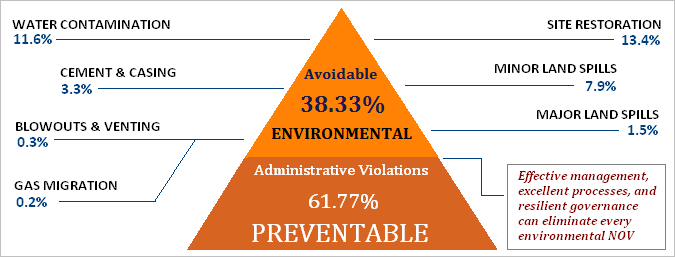 WATER CONTAMINATION
11.6%
CEMENT & CASING
3.3%
BLOWOUTS & VENTING
0.3%
GAS MIGRATION
0.2%
Avoidable
38.33%
ENVIRONMENTAL
Administrative Violations
61.77%
PREVENTABLE
SITE RESTORATION
13.4%
MINOR LAND SPILLS
7.9%
MAJOR LAND SPILLS
1.5%
Effective management,
excellent processes, and
resilient governance
can eliminate every
environmental NOV